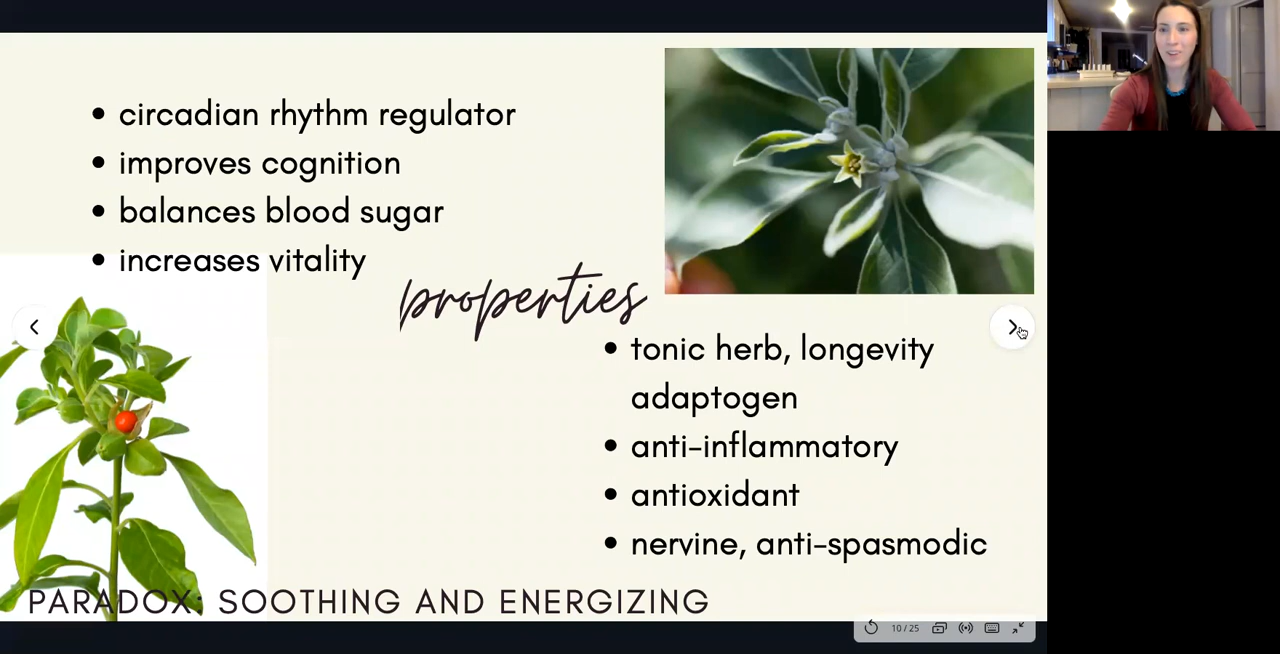 circadian rhythm regulator
improves cognition
balances blood sugar
increases vitality
properties
tonic herb, longevity
adaptogen
anti-inflammatory
antioxidant
nervine, anti-spasmodic
PARADOX: SOOTHING AND ENERGIZING
10 / 25